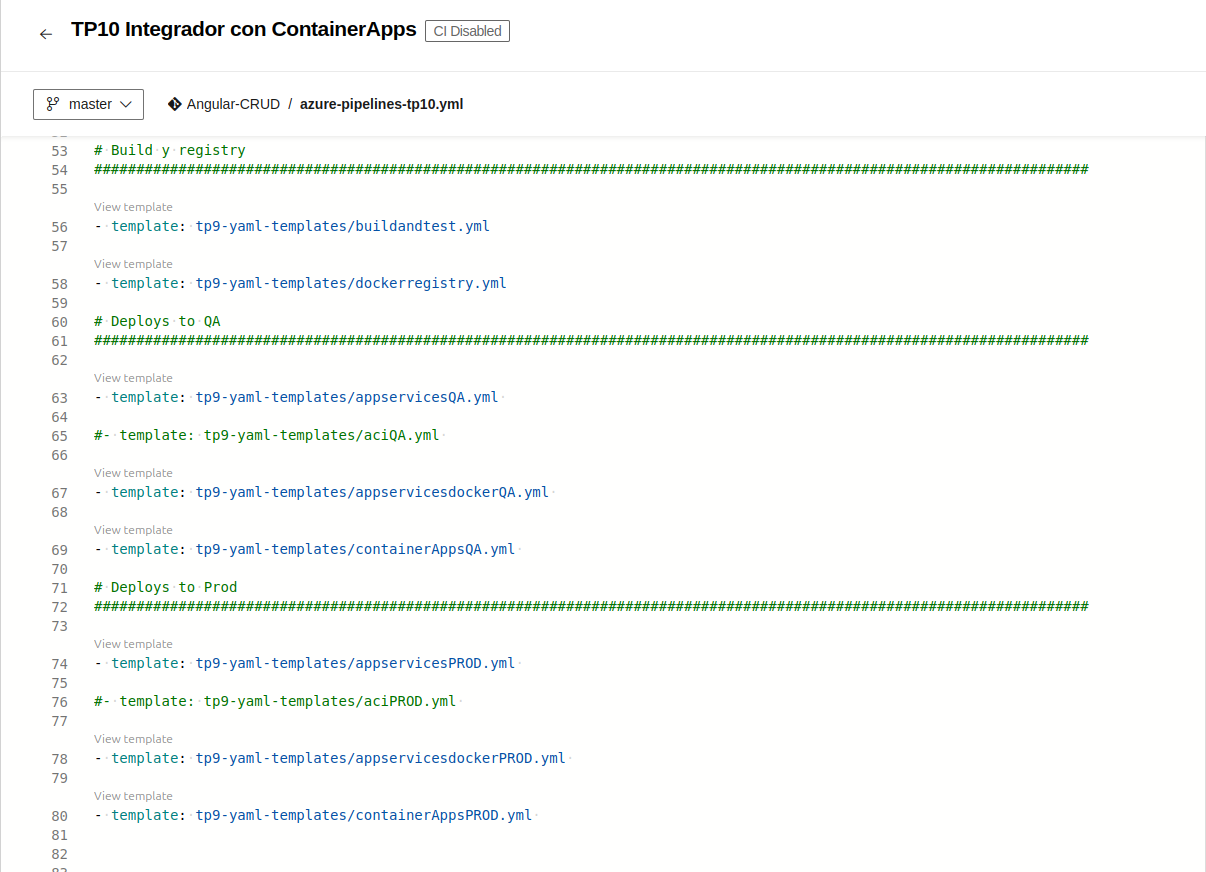 ← TP10 Integrador con ContainerApps CI Disabled
master Angular-CRUD / azure-pipelines-tp10.yml
53 # Build y registry
54 ######################################################################################################################
55
View template
56 - template: tp9-yaml-templates/buildandtest.yml
57
View template
58 - template: tp9-yaml-templates/dockerregistry.yml
59
60 # Deploys to QA
61 ######################################################################################################################
62
View template
63 - template: tp9-yaml-templates/appservicesQA.yml
64
65 #- template: tp9-yaml-templates/aciQA.yml
66
View template
67 - template: tp9-yaml-templates/appservicesdockerQA.yml
68
View template
69 - template: tp9-yaml-templates/containerAppsQA.yml
70
71 # Deploys to Prod
72 ######################################################################################################################
73
View template
74 - template: tp9-yaml-templates/appservicesPROD.yml
75
76 #- template: tp9-yaml-templates/aciPROD.yml
77
View template
78 - template: tp9-yaml-templates/appservicesdockerPROD.yml
79
View template
80 - template: tp9-yaml-templates/containerAppsPROD.yml
81
82